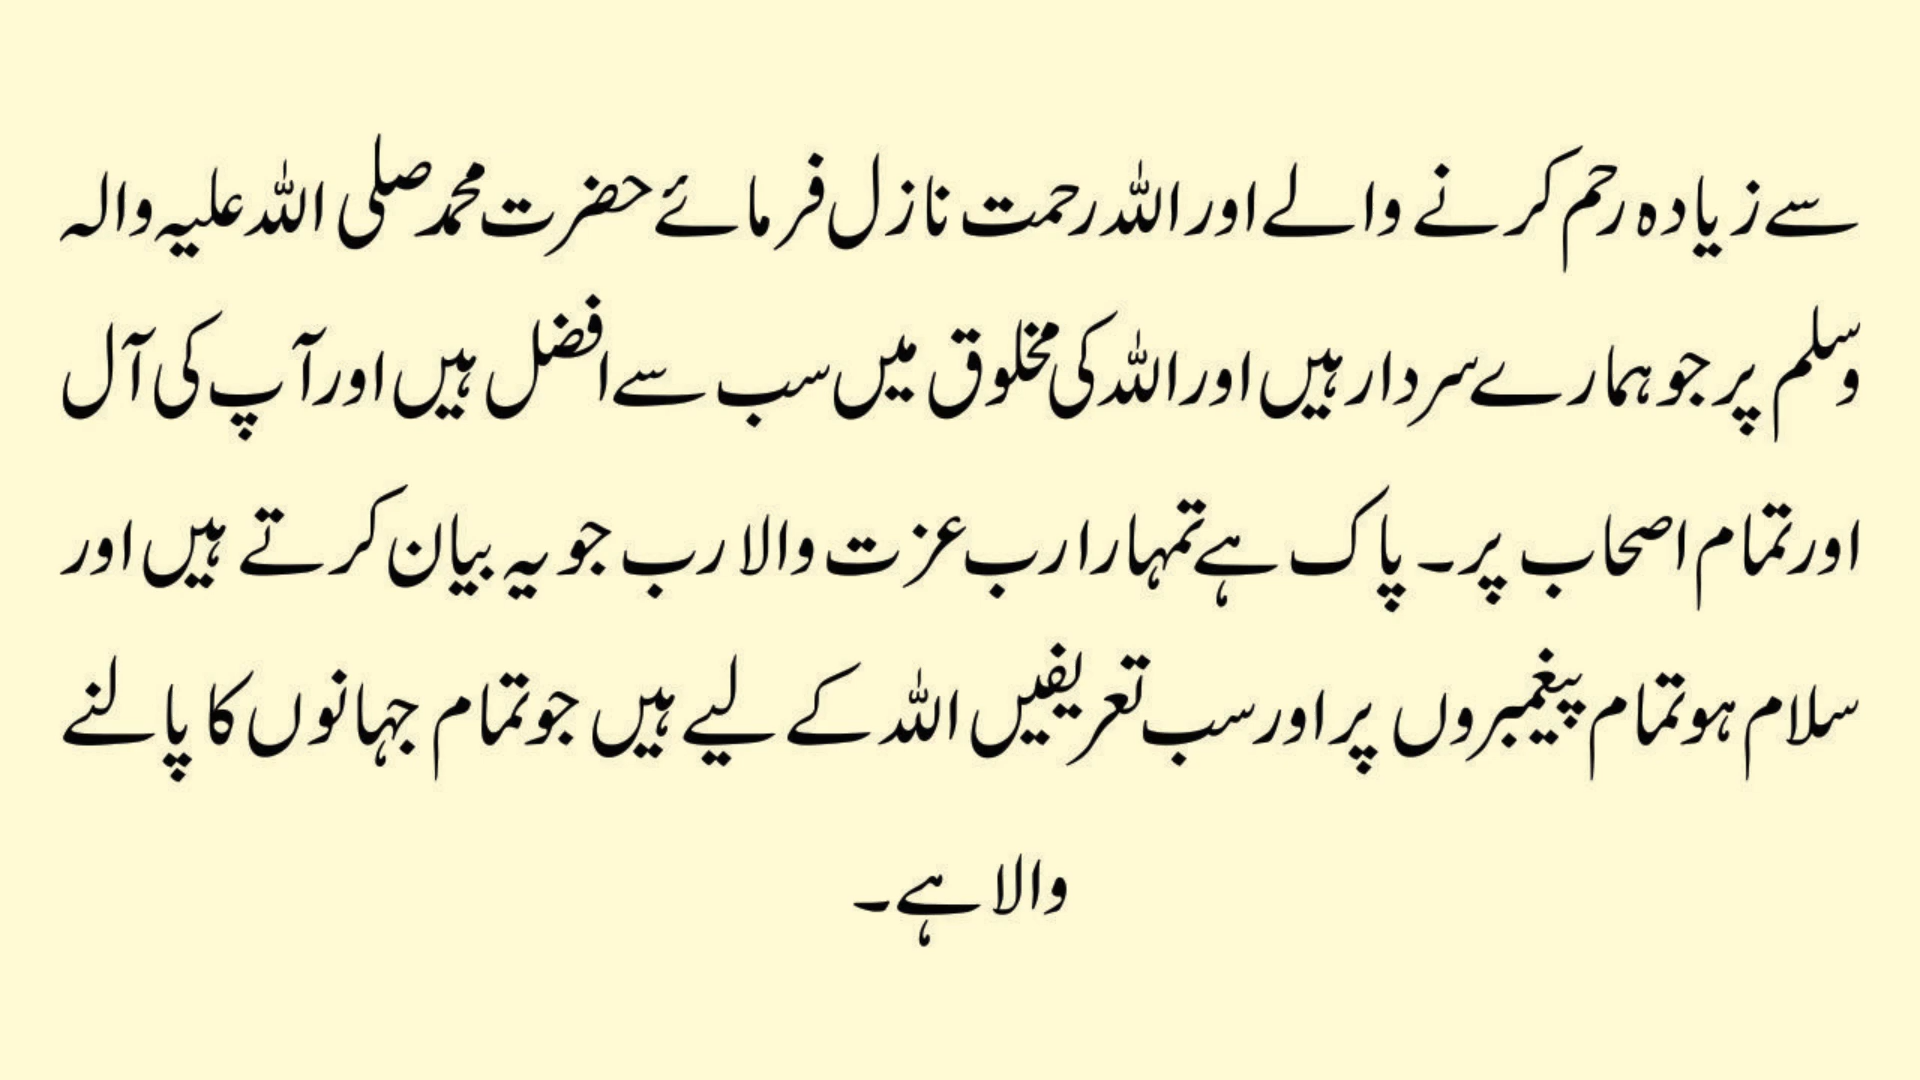 سے زیادہ رحم کرنے والے اور اللہ رحمت نازل فرمائے حضرت محمد صلی اللہ علیہ والہ
وسلم پر جو ہمارے سردار ہیں اور اللہ کی مخلوق میں سب سے افضل ہیں اور آپ کی آل
اور تمام اصحاب پر۔ پاک ہے تمہارا رب عزت والا رب جو یہ بیان کرتے ہیں اور
سلام ہو تمام پیغمبروں پر اور سب تعریفیں اللہ کے لیے ہیں جو تمام جہانوں کا پالنے
والا ہے۔